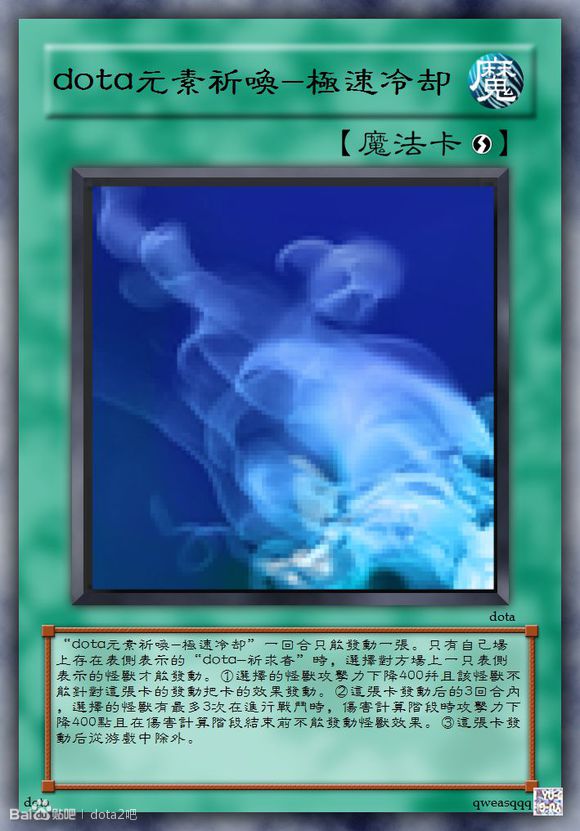 dota元素祈喚–極速冷却
魔
【魔法卡】
dota
“dota元素祈喚–極速冷却”一回合只能發動一張。只有自己場
上存在表側表示的“dota–祈求者”時，選擇對方場上一只表側
表示的怪獸才能發動。①選擇的怪獸攻擊力下降400并且該怪獸不
能針對這張卡的發動把卡的效果發動。②這張卡發動后的3回合內
，選擇的怪獸有最多3次在進行戰鬥時，傷害計算階段時攻擊力下
降400點且在傷害計算階段結束前不能發動怪獸效果。③這張卡發
動后從游戲中除外。
qweasqqq
Bai貼吧 | dota2吧